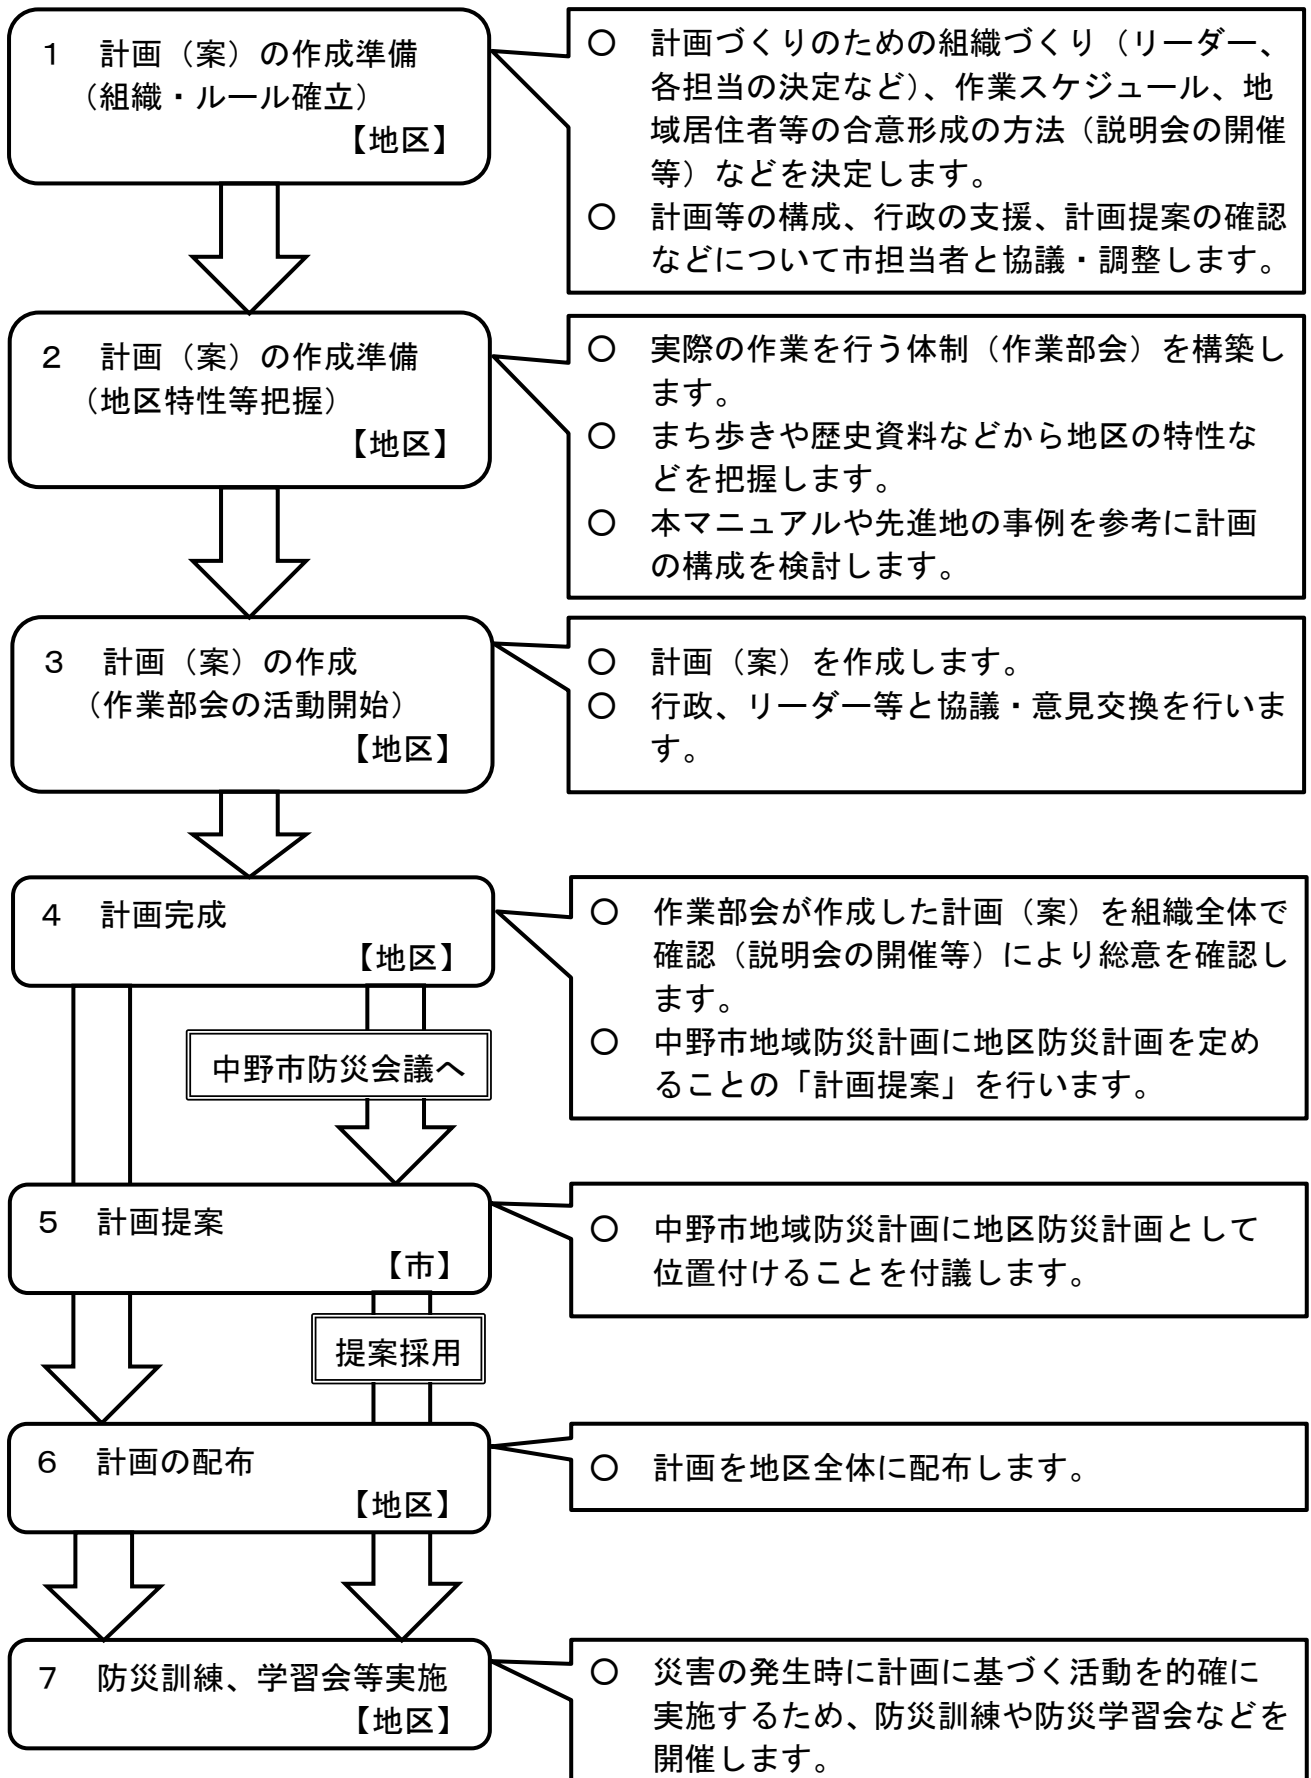 １　計画（案）の作成準備
（組織・ルール確立）
【地区】
〇　計画づくりのための組織づくり（リーダー、
各担当の決定など）、作業スケジュール、地
域居住者等の合意形成の方法（説明会の開催
等）などを決定します。
〇　計画等の構成、行政の支援、計画提案の確認
などについて市担当者と協議・調整します。
２　計画（案）の作成準備
（地区特性等把握）
【地区】
〇　実際の作業を行う体制（作業部会）を構築し
ます。
〇　まち歩きや歴史資料などから地区の特性な
どを把握します。
〇　本マニュアルや先進地の事例を参考に計画
の構成を検討します。
３　計画（案）の作成
（作業部会の活動開始）
【地区】
〇　計画（案）を作成します。
〇　行政、リーダー等と協議・意見交換を行いま
す。
４　計画完成
【地区】
〇　作業部会が作成した計画（案）を組織全体で
確認（説明会の開催等）により総意を確認し
ます。
〇　中野市地域防災計画に地区防災計画を定め
ることの「計画提案」を行います。
中野市防災会議へ
５　計画提案
【市】
〇　中野市地域防災計画に地区防災計画として
位置付けることを付議します。
提案採用
６　計画の配布
【地区】
〇　計画を地区全体に配布します。
７　防災訓練、学習会等実施
【地区】
〇　災害の発生時に計画に基づく活動を的確に
実施するため、防災訓練や防災学習会などを
開催します。